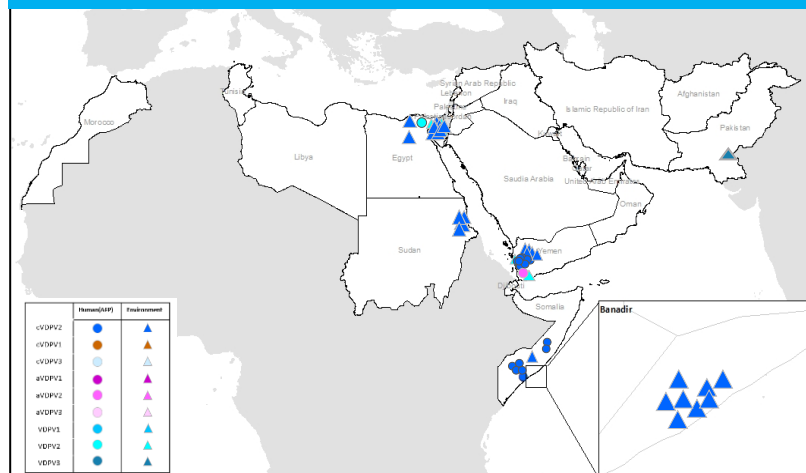 Syrian Arab Republic
Lebanon
Tunisia
Iraq
Afghanistan
Islamic Republic of Iran
Morocco
Pakistan
Libya
Egypt
Bahrain
Saudia Arabia
United Arab Emirates
Oman
Sudan
Yemen
Djibouti
Somalia
Banadir
Human(AFP) Environment
cVDPV2
cVDPV1
cVDPV3
aVDPV1
aVDPV2
aVDPV3
VDPV1
VDPV2
VDPV3